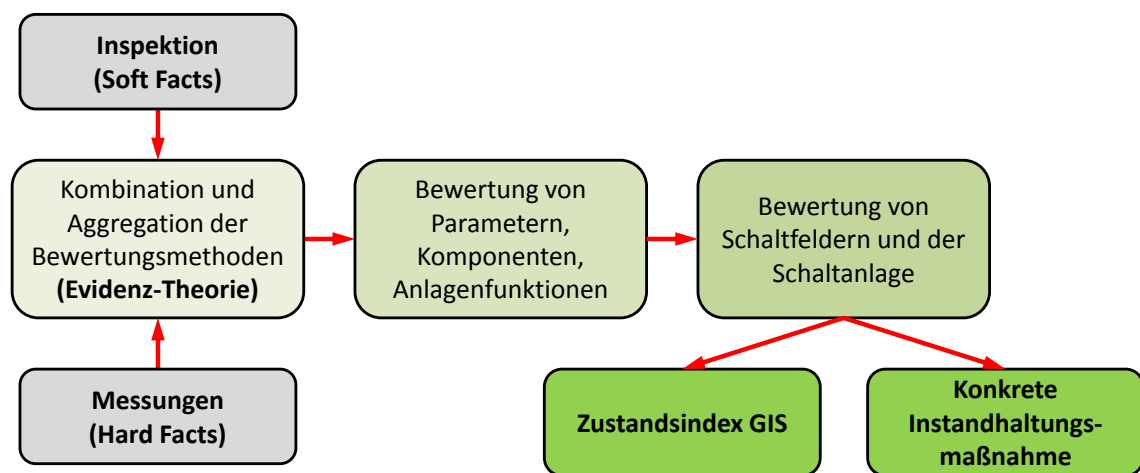 Inspektion
(Soft Facts)
Kombination und
Aggregation der
Bewertungsmethoden
(Evidenz-Theorie)
Bewertung von
Parametern,
Komponenten,
Anlagenfunktionen
Bewertung von
Schaltfeldern und der
Schaltanlage
Messungen
(Hard Facts)
Zustandsindex GIS
Konkrete
Instandhaltungs-
maßnahme